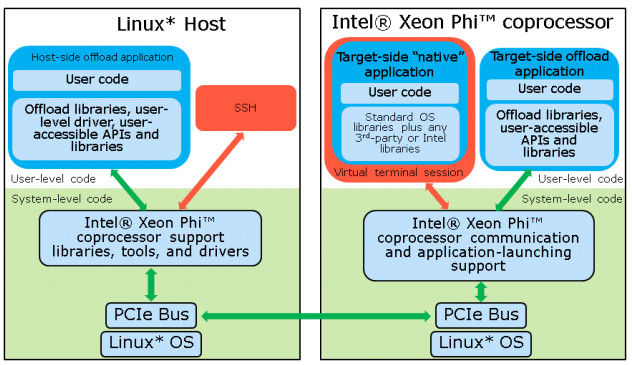 Linux* Host
Host-side offload application
User code
Offload libraries, user-
level driver, user-
accessible APIs and
libraries
SSH
User-level code
System-level code
Intel® Xeon Phi™
coprocessor support
libraries, tools, and drivers
PCIe Bus
Linux* OS
Intel® Xeon Phi™ coprocessor
Target-side “native”
application
User code
Standard OS
libraries plus any
3rd-party or Intel
libraries
Virtual terminal session
Target-side offload
application
User code
Offload libraries,
user-accessible
APIs and libraries
User-level code
System-level code
Intel® Xeon Phi™
coprocessor communication
and application-launching
support
PCIe Bus
Linux* OS